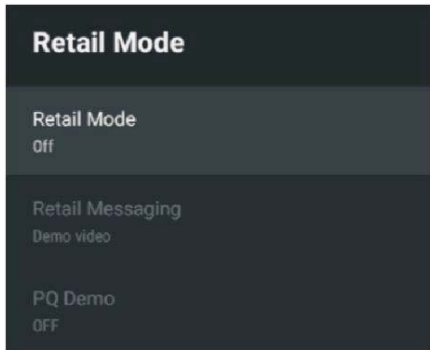 Retail Mode
Retail Mode
Off
Retail Messaging
Demo video
PQ Demo
OFF